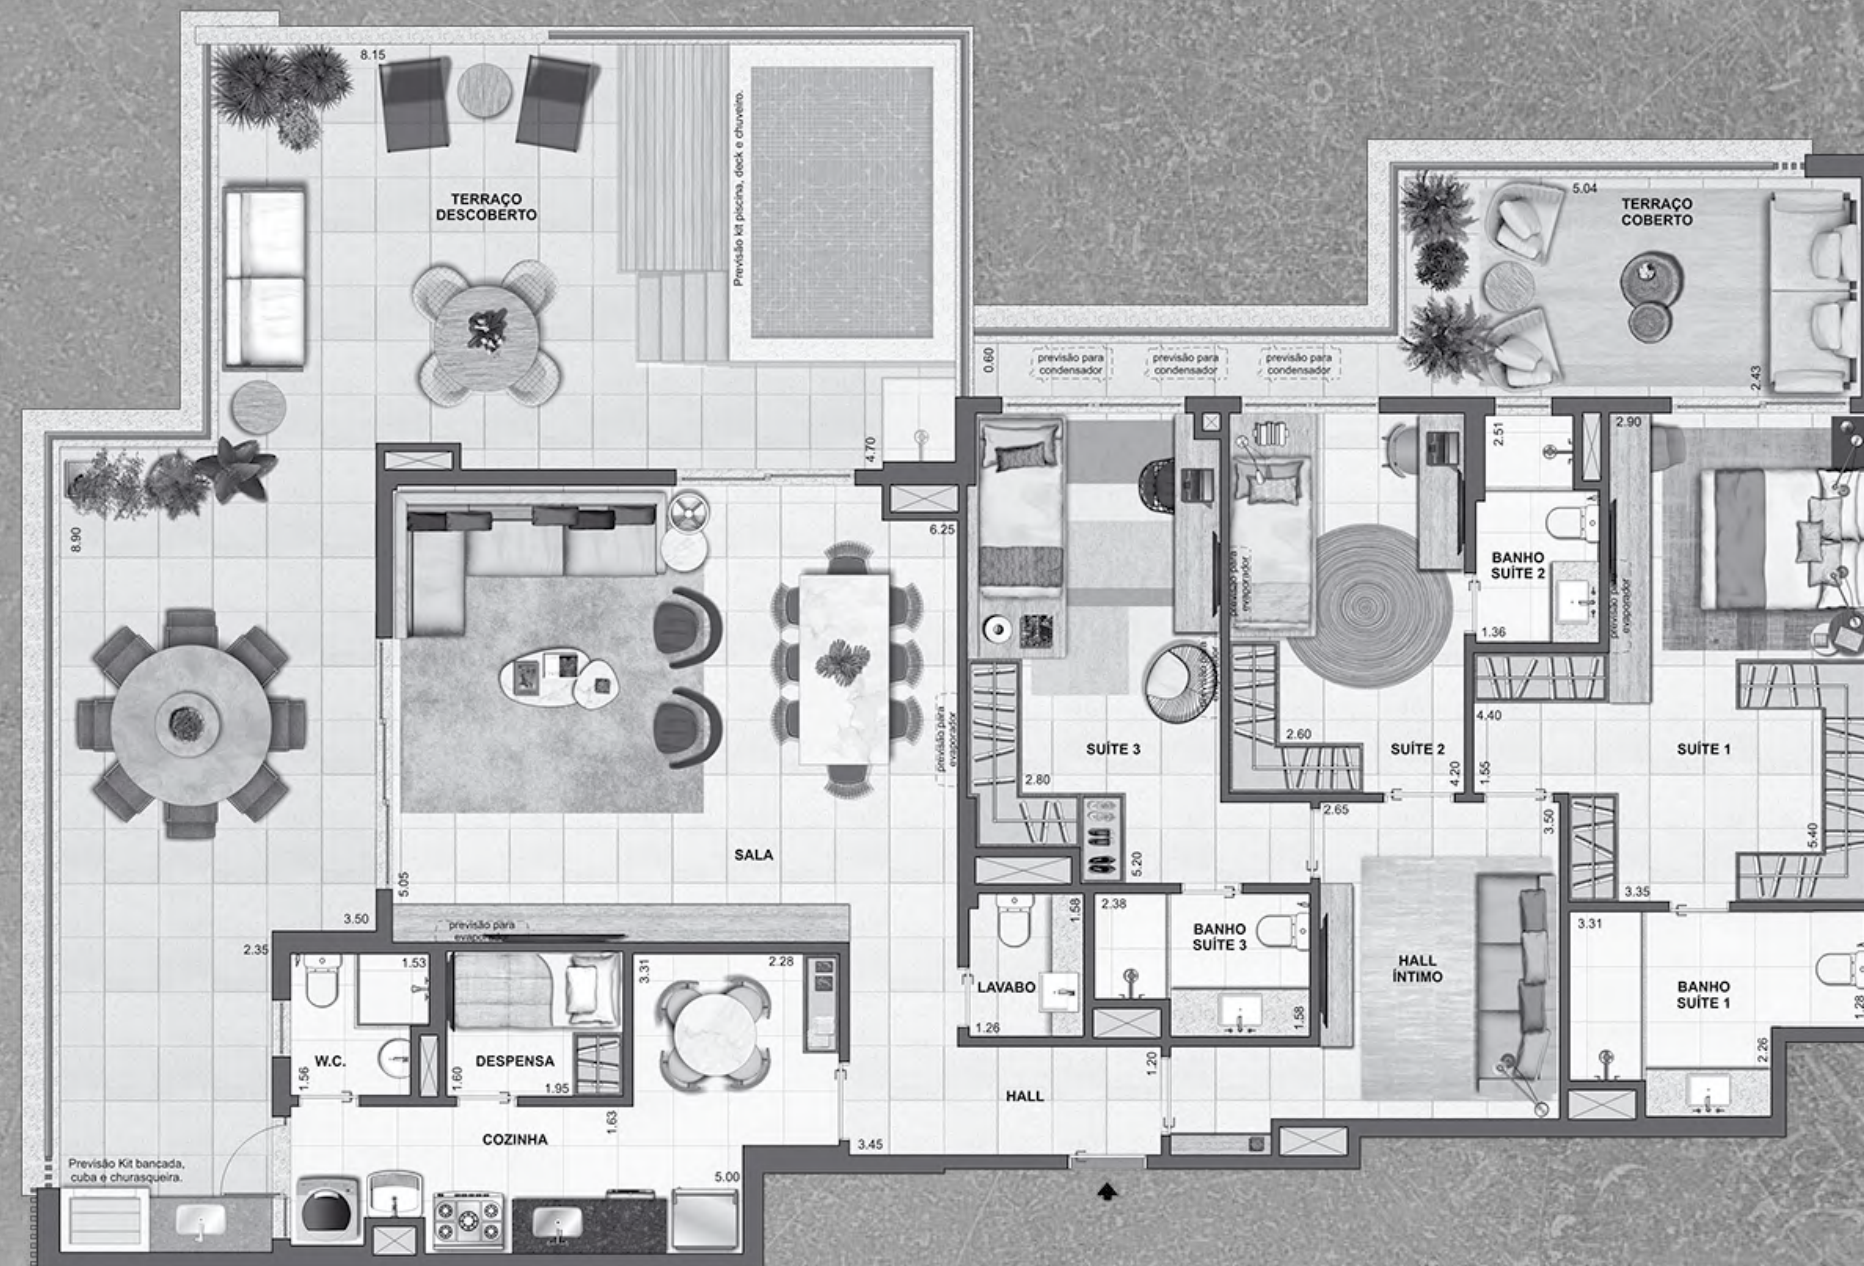 8.15
TERRAÇO
DESCOBERTO
Previsão kit piscina, deck e chuveiro.
4.70
5.04
TERRAÇO
COBERTO
2.43
0.60
previsão para
condensador
previsão para
condensador
previsão para
condensador
8.90
6.25
SALA
previsão para
evaporador
5.05
previsão para
evaporador
3.50
2.35
SUÍTE 3
2.80
5.20
previsão para
evaporador
2.60
SUÍTE 2
4.20
2.51
BANHO
SUÍTE 2
1.36
2.90
previsão para
evaporador
4.40
1.55
SUÍTE 1
5.40
3.35
2.65
3.50
1.53
W.C.
1.56
DESPENSA
1.60
1.95
3.31
2.28
COZINHA
1.63
5.00
Previsão Kit bancada,
cuba e churasqueira.
LAVABO
1.58
1.26
2.38
BANHO
SUÍTE 3
1.58
HALL
ÍNTIMO
3.31
BANHO
SUÍTE 1
1.28
2.26
HALL
1.20
3.45